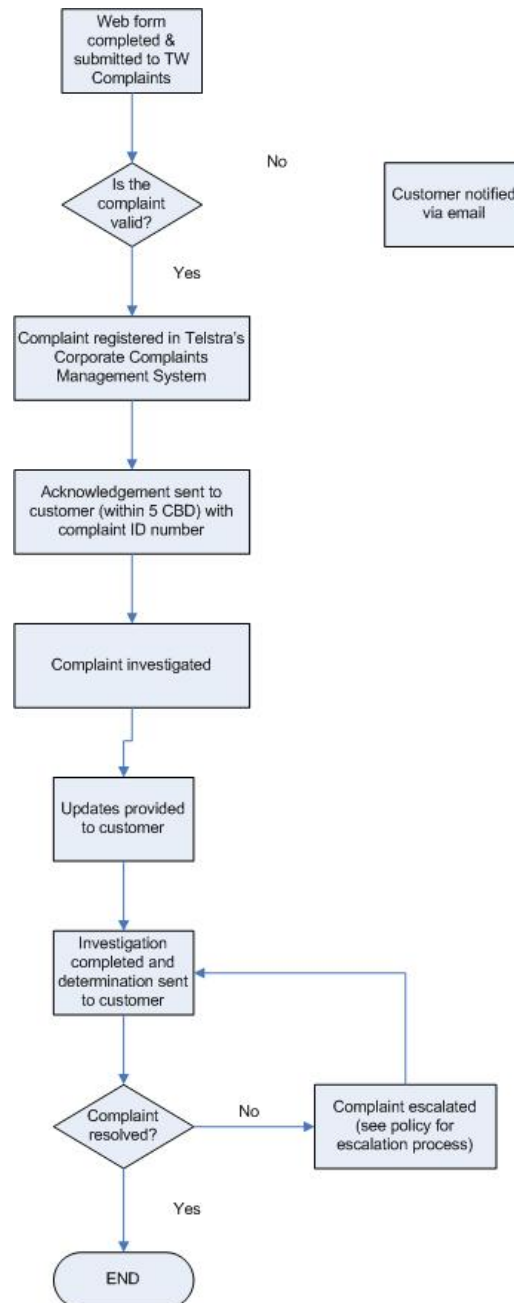 Web form
completed &
submitted to TW
Complaints
No
Is the
complaint
valid?
Customer notified
via email
Yes
Complaint registered in Telstra's
Corporate Complaints
Management System
Acknowledgement sent to
customer (within 5 CBD) with
complaint ID number
Complaint investigated
Updates provided
to customer
Investigation
completed and
determination sent
to customer
Complaint
resolved?
No
Complaint escalated
(see policy for
escalation process)
Yes
END